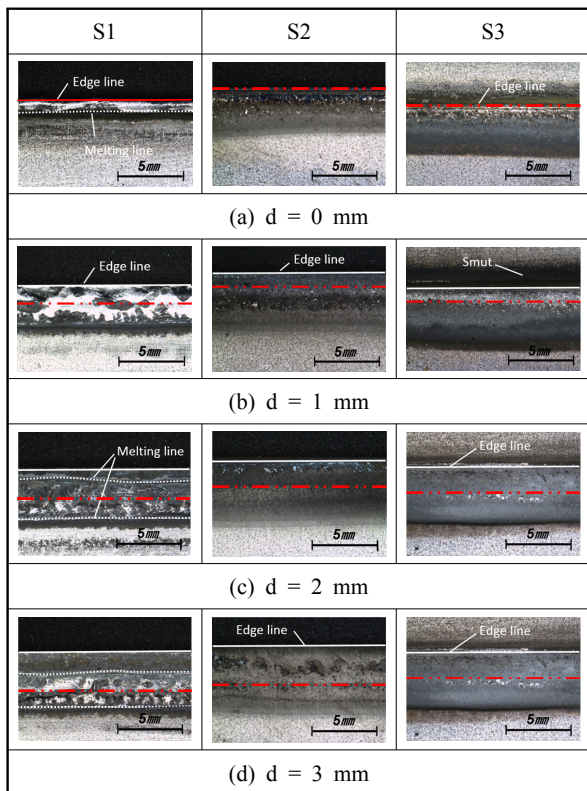 S1 S2 S3
Edge line
Melting line
5mm
5mm
Edge line
5mm
(a) d = 0 mm
Edge line
5mm
Edge line
5mm
Smut
5mm
(b) d = 1 mm
Melting line
5mm
5mm
Edge line
5mm
(c) d = 2 mm
5mm
Edge line
5mm
Edge line
5mm
(d) d = 3 mm